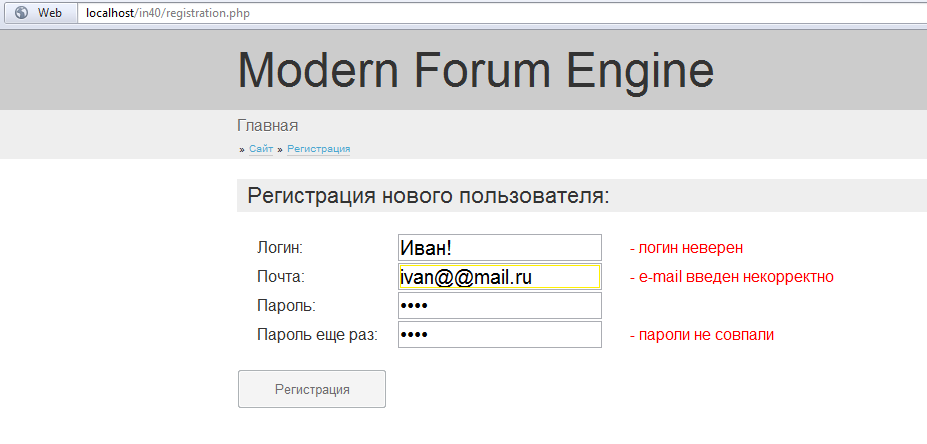 Web localhost/in40/registration.php
Modern Forum Engine
Главная
» Сайт » Регистрация
Регистрация нового пользователя:
Логин: Иван! - логин неверен
Почта: ivan@@mail.ru - e-mail введен некорректно
Пароль: ••••
Пароль еще раз: •••• - пароли не совпали
Регистрация